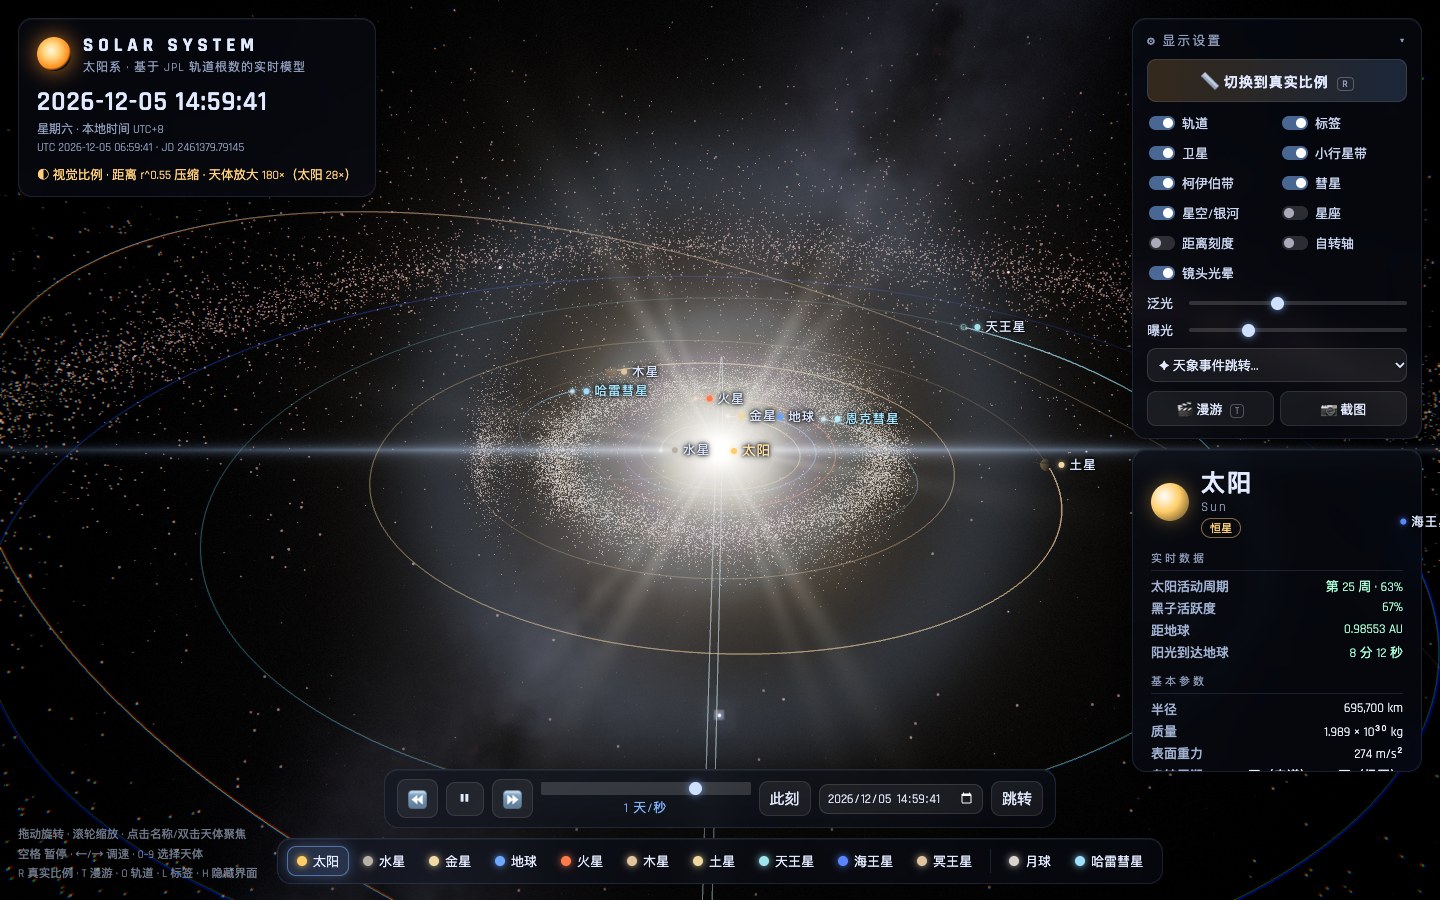 SOLAR SYSTEM
太阳系 · 基于 JPL 轨道根数的实时模型
2026-12-05 14:59:41
星期六 · 本地时间 UTC+8
UTC 2026-12-05 06:59:41 · JD 2461379.79145
视觉比例 · 距离 r^0.55 压缩 · 天体放大 180×（太阳 28×）
显示设置
切换到真实比例 R
轨道 标签
卫星 小行星带
柯伊伯带 彗星
星空/银河 星座
距离刻度 自转轴
镜头光晕
泛光
曝光
✦ 天象事件跳转...
漫游 T 截图
天王星
木星
哈雷彗星
火星
金星 地球 恩克彗星
水星 太阳
土星
海王
太阳
Sun
恒星
实时数据
太阳活动周期 第 25 周 · 63%
黑子活跃度 67%
距地球 0.98553 AU
阳光到达地球 8 分 12 秒
基本参数
半径 695,700 km
质量 1.989 × 10³⁰ kg
表面重力 274 m/s²
1 天/秒
此刻 2026/12/05 14:59:41 跳转
拖动旋转 · 滚轮缩放 · 点击名称/双击天体聚焦
空格 暂停 · ←/→ 调速 · 0-9 选择天体
R 真实比例 · T 漫游 · O 轨道 · L 标签 · H 隐藏界面
太阳 水星 金星 地球 火星 木星 土星 天王星 海王星 冥王星 月球 哈雷彗星